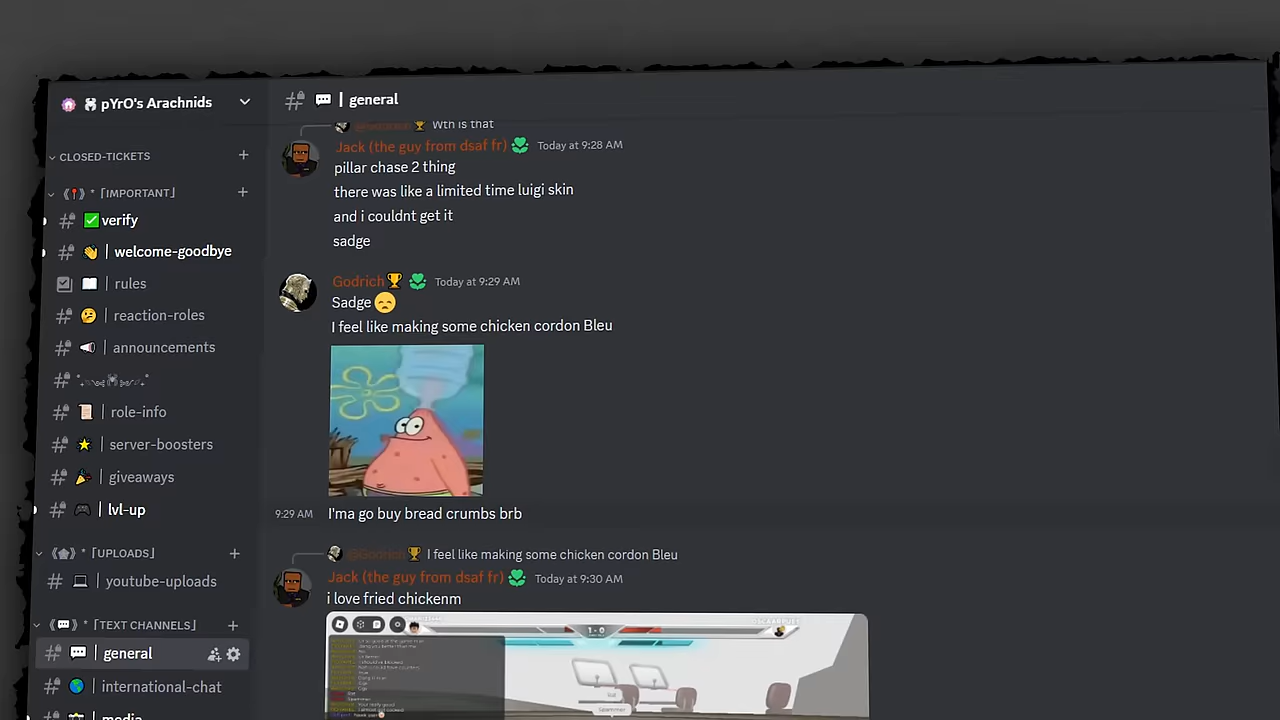 pYrO's Arachnids
CLOSED-TICKETS
* [IMPORTANT]
verify
| welcome-goodbye
| rules
| reaction-roles
| announcements
| role-info
| server-boosters
| giveaways
| lvl-up
* [UPLOADS]
| youtube-uploads
* [TEXT CHANNELS]
| general
| international-chat
media
| general
Wth is that
Jack (the guy from dsaf fr) Today at 9:28 AM
pillar chase 2 thing
there was like a limited time luigi skin
and i couldnt get it
sadge
Godrich Today at 9:29 AM
Sadge
I feel like making some chicken cordon Bleu
9:29 AM I'ma go buy bread crumbs brb
@Godrich I feel like making some chicken cordon Bleu
Jack (the guy from dsaf fr) Today at 9:30 AM
i love fried chickenm
1 - 0